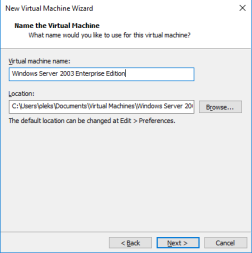 New Virtual Machine Wizard
Name the Virtual Machine
What name would you like to use for this virtual machine?
Virtual machine name:
Windows Server 2003 Enterprise Edition
Location:
C:\Users\pleks\Documents\Virtual Machines\Windows Server 200
Browse...
The default location can be changed at Edit > Preferences.
< Back
Next >
Cancel